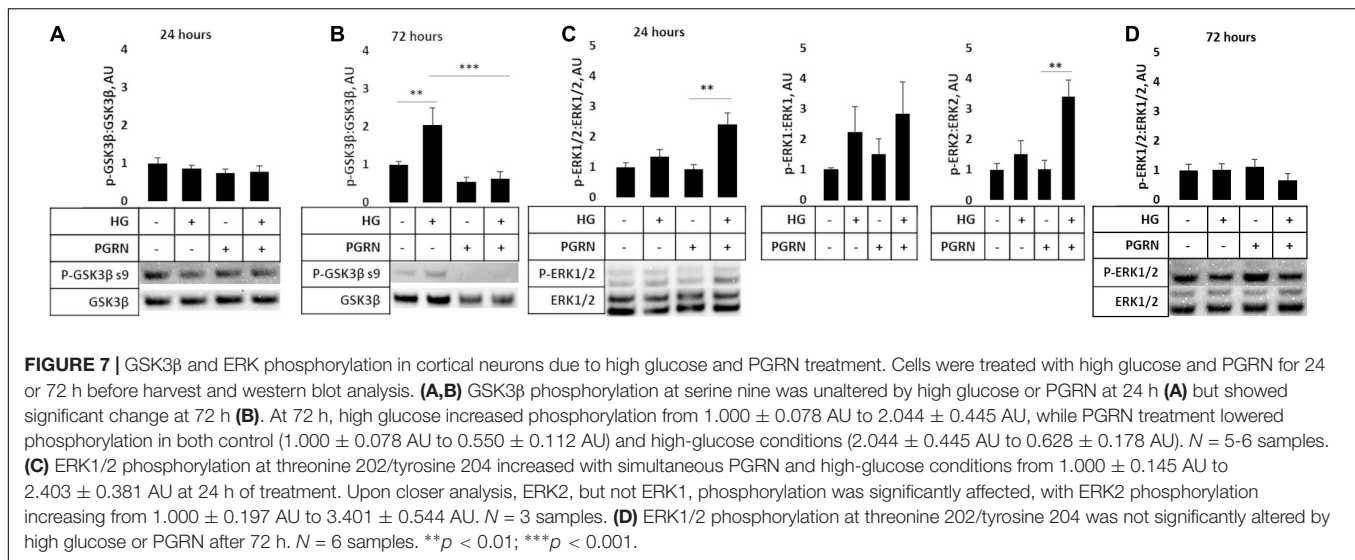 A
24 hours
p-GSK3β:GSK3β, AU
4
3
2
1
0
HG - + - +
PGRN - - + +
P-GSK3β s9
GSK3β
B
72 hours
p-GSK3β:GSK3β, AU
4
3
2
1
0
**
***
HG - + - +
PGRN - - + +
P-GSK3β s9
GSK3β
C
24 hours
p-ERK1/2:ERK1/2, AU
5
4
3
2
1
0
**
HG - + - +
PGRN - - + +
P-ERK1/2
ERK1/2
p-ERK1:ERK1, AU
5
4
3
2
1
0
HG - + - +
PGRN - - + +
p-ERK2:ERK2, AU
5
4
3
2
1
0
**
HG - + - +
PGRN - - + +
D
72 hours
p-ERK1/2:ERK1/2, AU
5
4
3
2
1
0
HG - + - +
PGRN - - + +
P-ERK1/2
ERK1/2
FIGURE 7 | GSK3β and ERK phosphorylation in cortical neurons due to high glucose and PGRN treatment. Cells were treated with high glucose and PGRN for 24
or 72 h before harvest and western blot analysis. (A,B) GSK3β phosphorylation at serine nine was unaltered by high glucose or PGRN at 24 h (A) but showed
significant change at 72 h (B). At 72 h, high glucose increased phosphorylation from 1.000 ± 0.078 AU to 2.044 ± 0.445 AU, while PGRN treatment lowered
phosphorylation in both control (1.000 ± 0.078 AU to 0.550 ± 0.112 AU) and high-glucose conditions (2.044 ± 0.445 AU to 0.628 ± 0.178 AU). N = 5-6 samples.
(C) ERK1/2 phosphorylation at threonine 202/tyrosine 204 increased with simultaneous PGRN and high-glucose conditions from 1.000 ± 0.145 AU to
2.403 ± 0.381 AU at 24 h of treatment. Upon closer analysis, ERK2, but not ERK1, phosphorylation was significantly affected, with ERK2 phosphorylation
increasing from 1.000 ± 0.197 AU to 3.401 ± 0.544 AU. N = 3 samples. (D) ERK1/2 phosphorylation at threonine 202/tyrosine 204 was not significantly altered by
high glucose or PGRN after 72 h. N = 6 samples. **p < 0.01; ***p < 0.001.